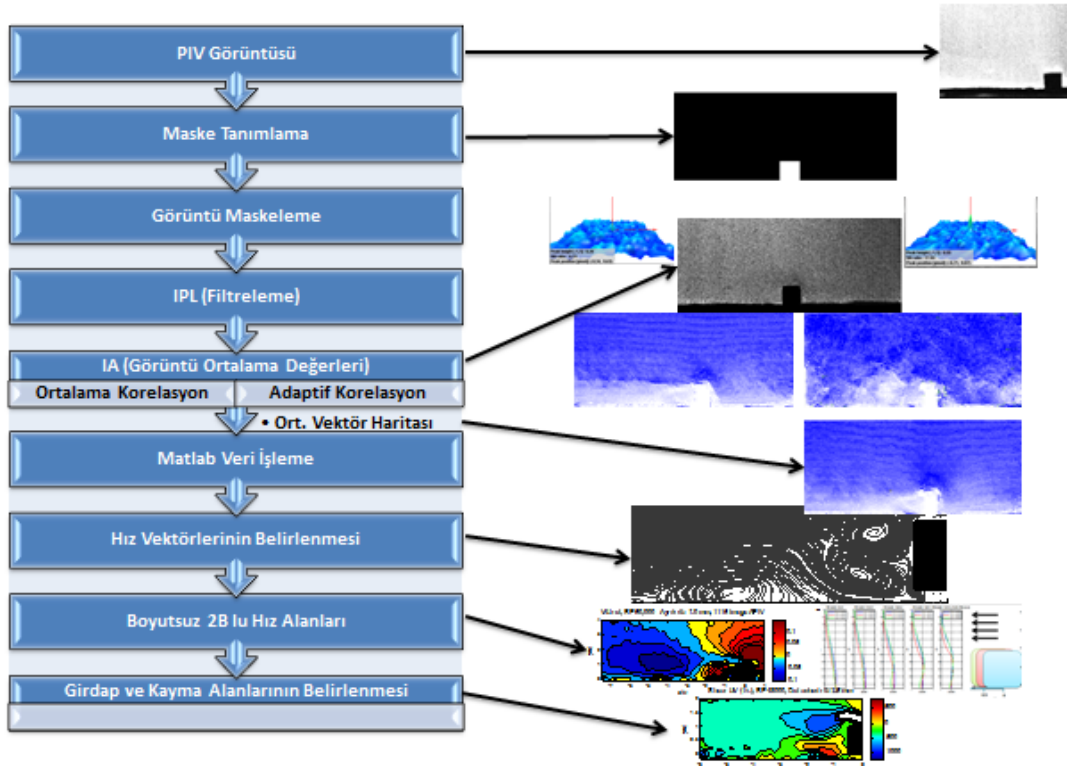 PIV Görüntüsü
Maske Tanımlama
Görüntü Maskeleme
IPL (Filtreleme)
IA (Görüntü Ortalama Değerleri)
Ortalama Korelasyon
Adaptif Korelasyon
• Ort. Vektör Haritası
Matlab Veri İşleme
Hız Vektörlerinin Belirlenmesi
Boyutsuz 2B lu Hız Alanları
Girdap ve Kayma Alanlarının Belirlenmesi